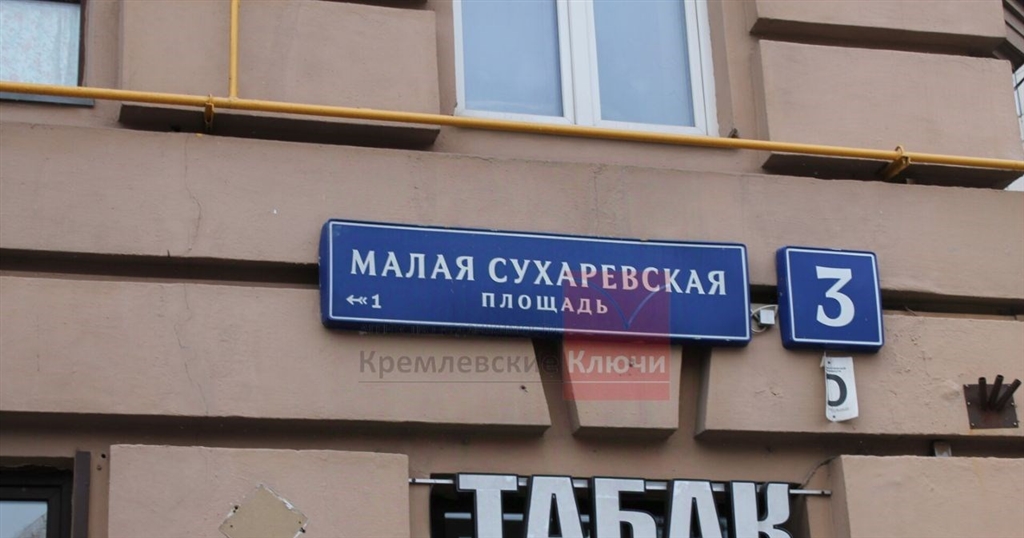 МАЛАЯ СУХАРЕВСКАЯ
1 ПЛОЩАДЬ
3
Кремлевские Ключи
ТАБАК